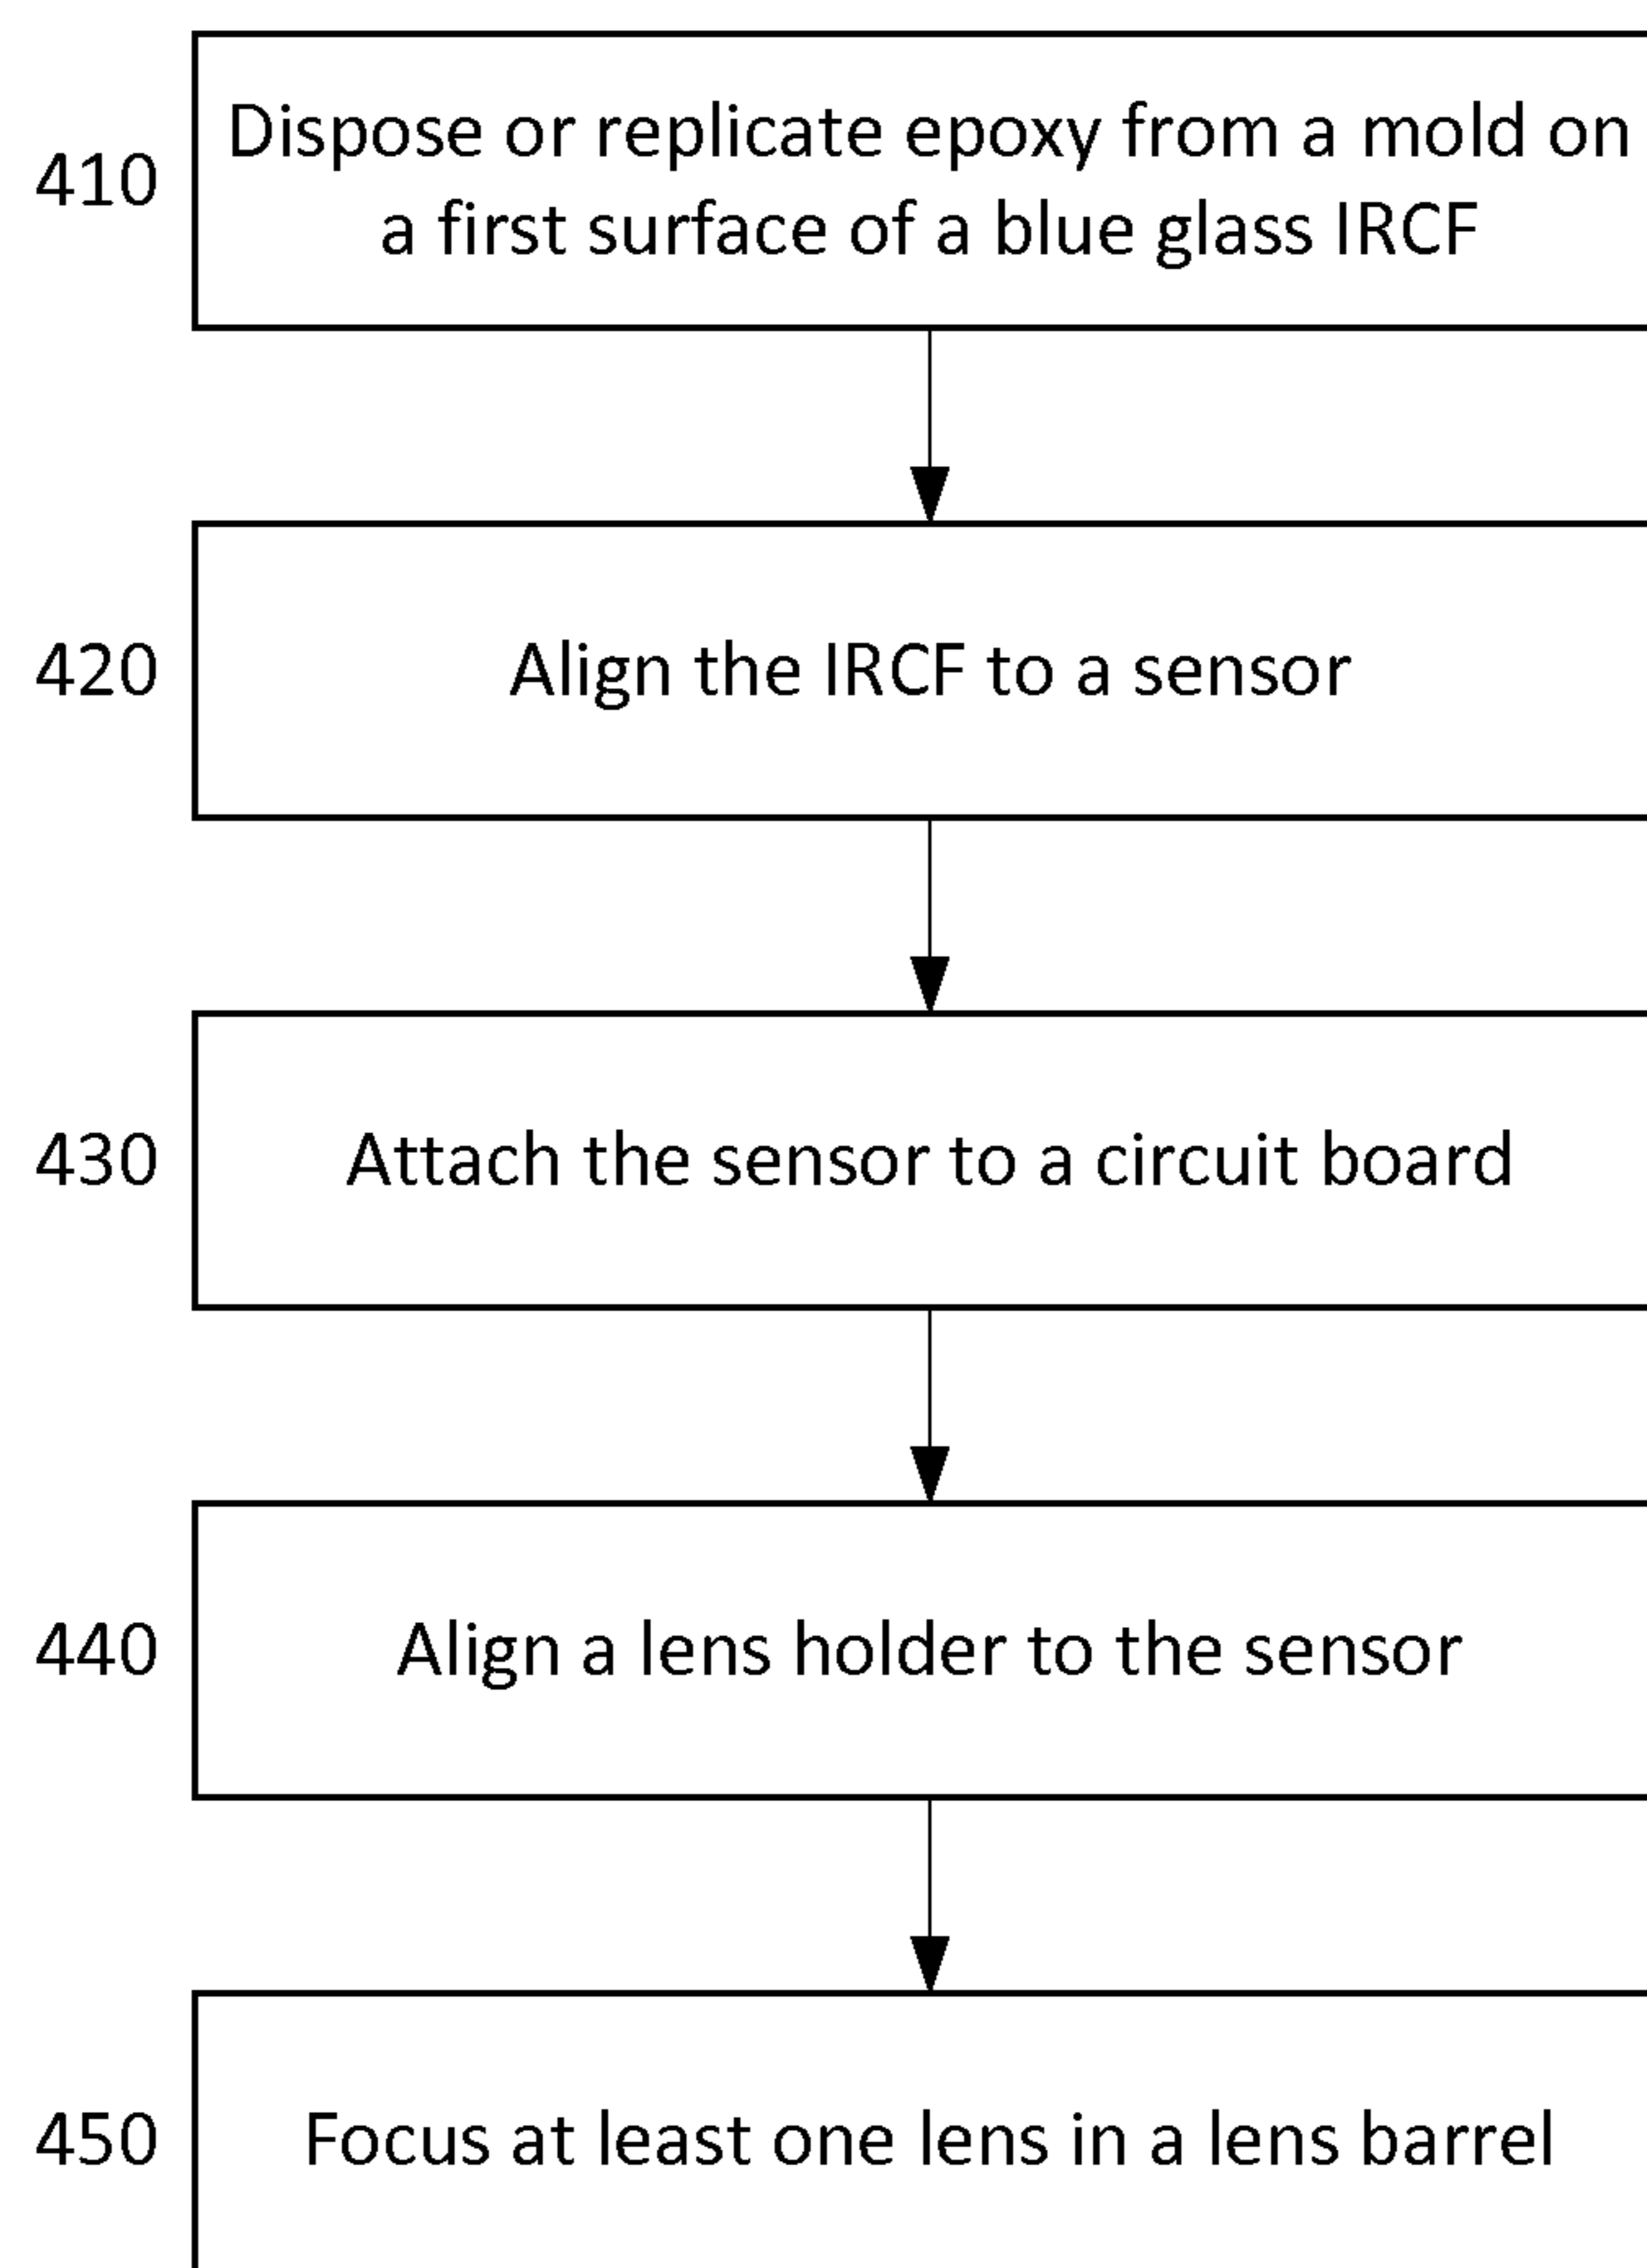 410
Dispose or replicate epoxy from a mold on
a first surface of a blue glass IRCF
420
Align the IRCF to a sensor
430
Attach the sensor to a circuit board
440
Align a lens holder to the sensor
450
Focus at least one lens in a lens barrel